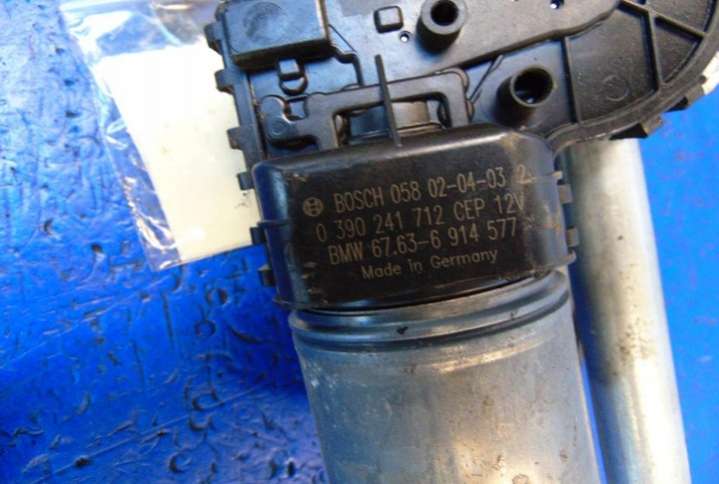 BOSCH 058 02-04-03 2
0 390 241 712 CEP 12V
BMW 67.63-6 914 577
Made In Germany